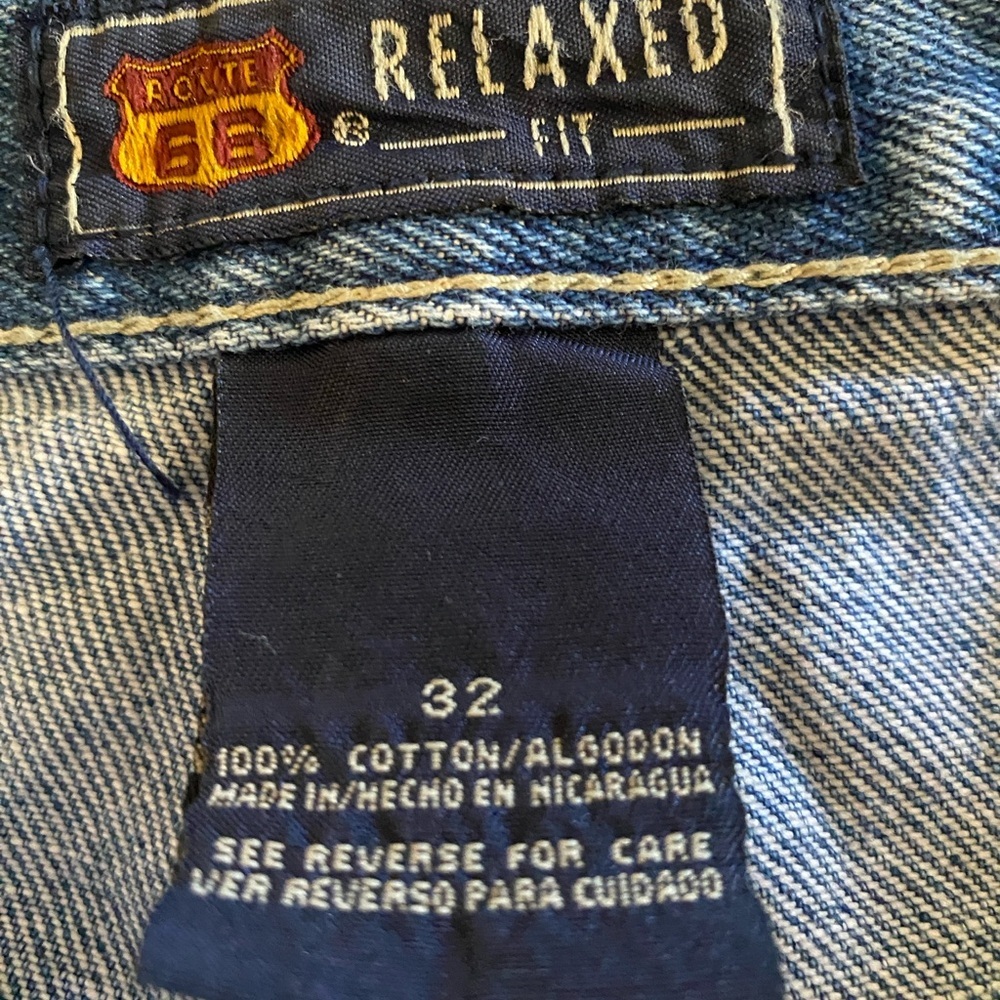 ROUTE
66 ®
RELAXED
FIT
32
100% COTTON/ALGODON
MADE IN/HECHO EN NICARAGUA
SEE REVERSE FOR CARE
VER REVERSO PARA CUIDADO